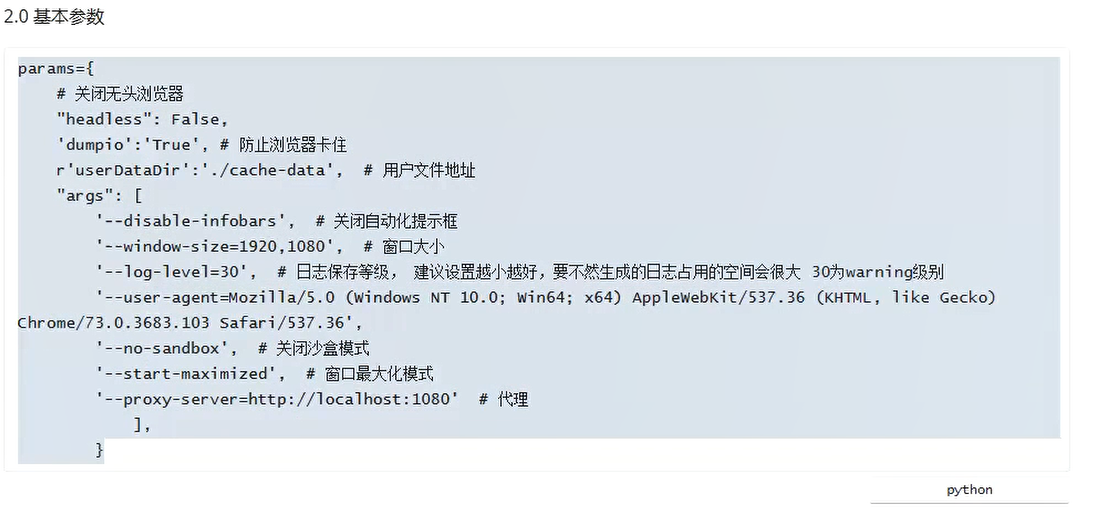 2.0 基本参数
params={
    # 关闭无头浏览器
    "headless": False,
    'dumpio':'True', # 防止浏览器卡住
    r'userDataDir':'./cache-data',  # 用户文件地址
    "args": [
        '--disable-infobars',  # 关闭自动化提示框
        '--window-size=1920,1080',  # 窗口大小
        '--log-level=30',  # 日志保存等级， 建议设置越小越好，要不然生成的日志占用的空间会很大 30为warning级别
        '--user-agent=Mozilla/5.0 (Windows NT 10.0; Win64; x64) AppleWebKit/537.36 (KHTML, like Gecko)
Chrome/73.0.3683.103 Safari/537.36',
        '--no-sandbox',  # 关闭沙盒模式
        '--start-maximized',  # 窗口最大化模式
        '--proxy-server=http://localhost:1080'  # 代理
            ],
        }
python